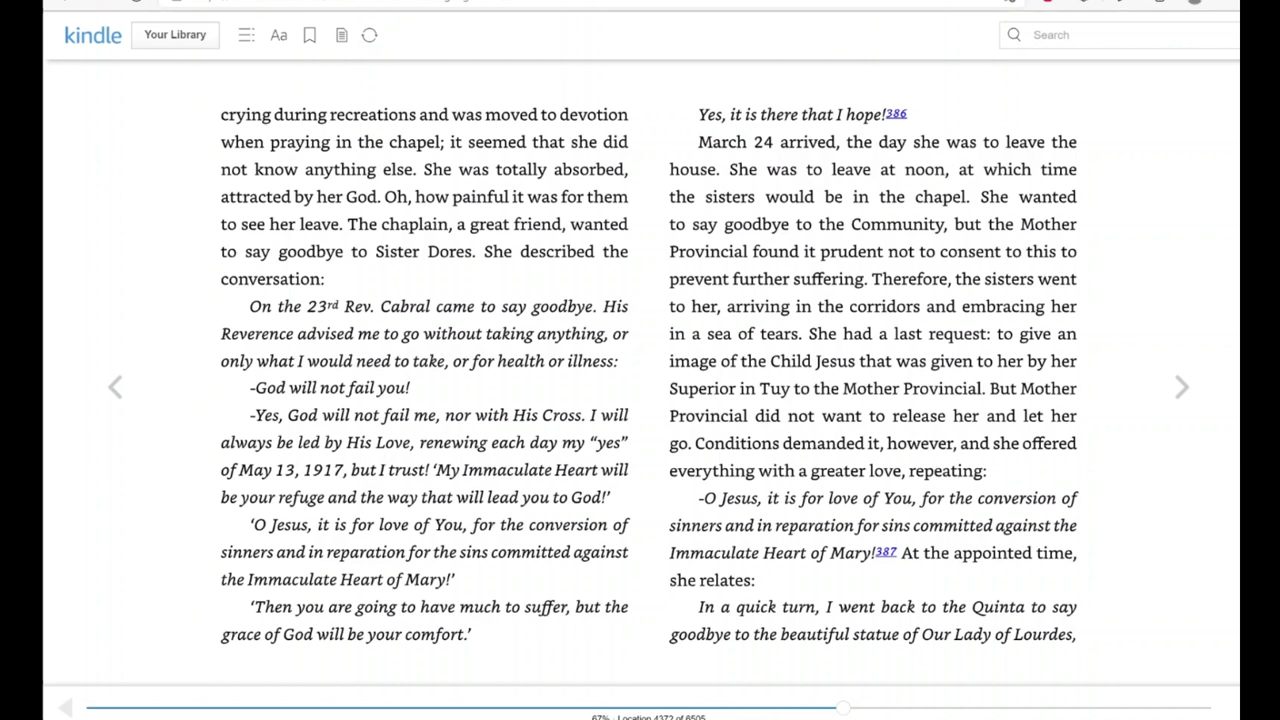 kindle
Your Library
Aa
Search
crying during recreations and was moved to devotion
when praying in the chapel; it seemed that she did
not know anything else. She was totally absorbed,
attracted by her God. Oh, how painful it was for them
to see her leave. The chaplain, a great friend, wanted
to say goodbye to Sister Dores. She described the
conversation:
On the 23rd Rev. Cabral came to say goodbye. His
Reverence advised me to go without taking anything, or
only what I would need to take, or for health or illness:
-God will not fail you!
-Yes, God will not fail me, nor with His Cross. I will
always be led by His Love, renewing each day my “yes”
of May 13, 1917, but I trust! ‘My Immaculate Heart will
be your refuge and the way that will lead you to God!’
‘O Jesus, it is for love of You, for the conversion of
sinners and in reparation for the sins committed against
the Immaculate Heart of Mary!’
‘Then you are going to have much to suffer, but the
grace of God will be your comfort.’
Yes, it is there that I hope!386
March 24 arrived, the day she was to leave the
house. She was to leave at noon, at which time
the sisters would be in the chapel. She wanted
to say goodbye to the Community, but the Mother
Provincial found it prudent not to consent to this to
prevent further suffering. Therefore, the sisters went
to her, arriving in the corridors and embracing her
in a sea of tears. She had a last request: to give an
image of the Child Jesus that was given to her by her
Superior in Tuy to the Mother Provincial. But Mother
Provincial did not want to release her and let her
go. Conditions demanded it, however, and she offered
everything with a greater love, repeating:
-O Jesus, it is for love of You, for the conversion of
sinners and in reparation for sins committed against the
Immaculate Heart of Mary!387 At the appointed time,
she relates:
In a quick turn, I went back to the Quinta to say
goodbye to the beautiful statue of Our Lady of Lourdes,
67% · Location 4372 of 6505